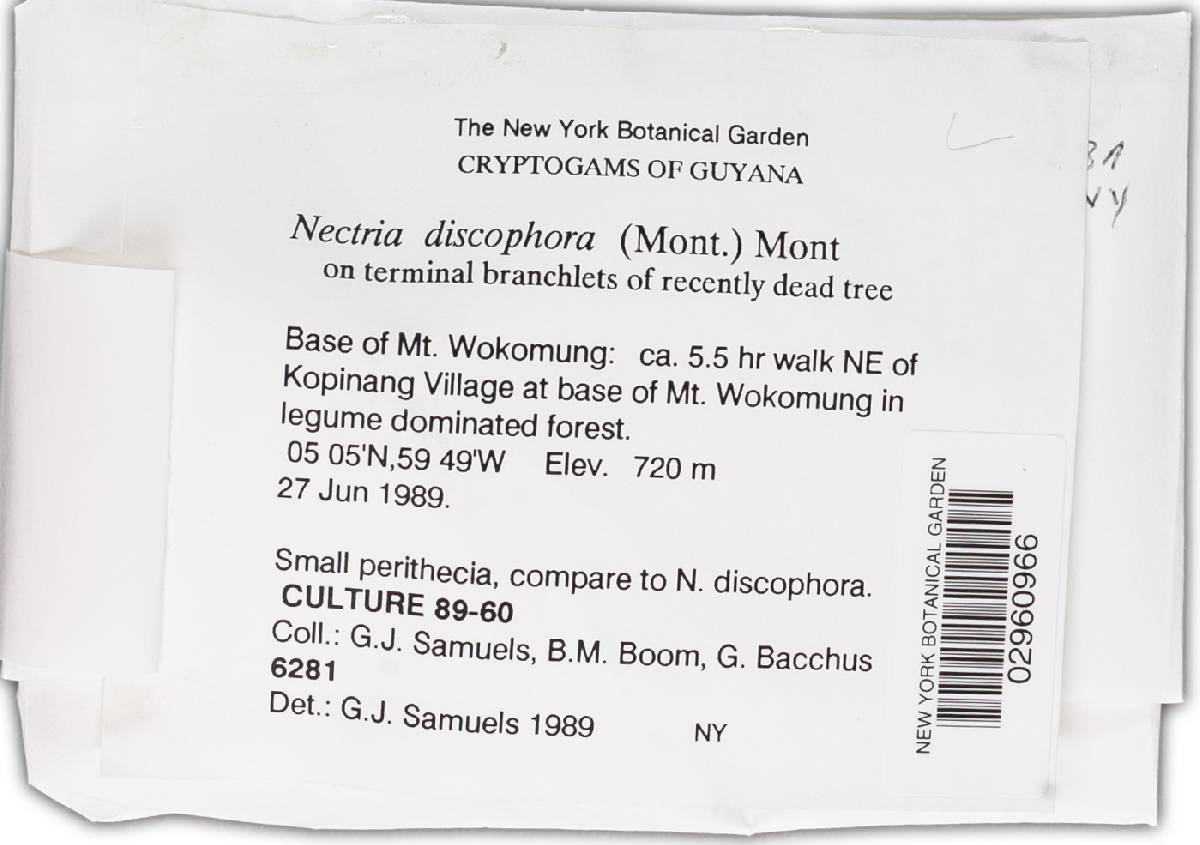 The New York Botanical Garden
CRYPTOGAMS OF GUYANA
Nectria discophora (Mont.) Mont
on terminal branchlets of recently dead tree
Base of Mt. Wokomung: ca. 5.5 hr walk NE of
Kopinang Village at base of Mt. Wokomung in
legume dominated forest.
05 05'N,59 49'W Elev. 720 m
27 Jun 1989.
Small perithecia, compare to N. discophora.
CULTURE 89-60
Coll.: G.J. Samuels, B.M. Boom, G. Bacchus
6281
Det.: G.J. Samuels 1989 NY
NEW YORK BOTANICAL GARDEN
02960966